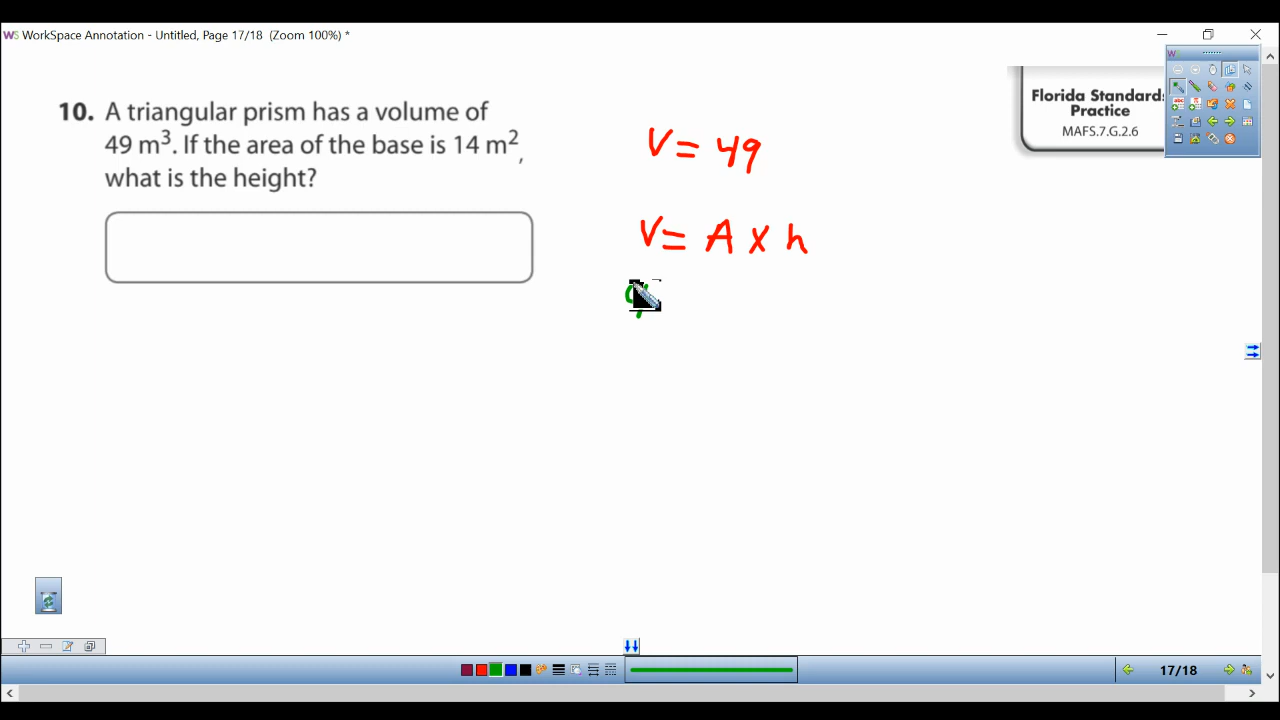 WS WorkSpace Annotation - Untitled, Page 17/18 (Zoom 100%) *
10. A triangular prism has a volume of
49 m³. If the area of the base is 14 m²,
what is the height?
Florida Standards
Practice
MAFS.7.G.2.6
V = 49
V = A x h
17/18